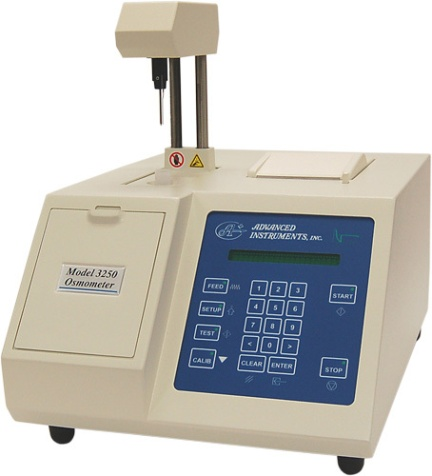 ADVANCED
INSTRUMENTS, INC.
Model 3250
Osmometer
FEED
1 2 3
START
SETUP
4 5 6
TEST
7 8 9
< 0 >
CALIB
CLEAR ENTER
STOP